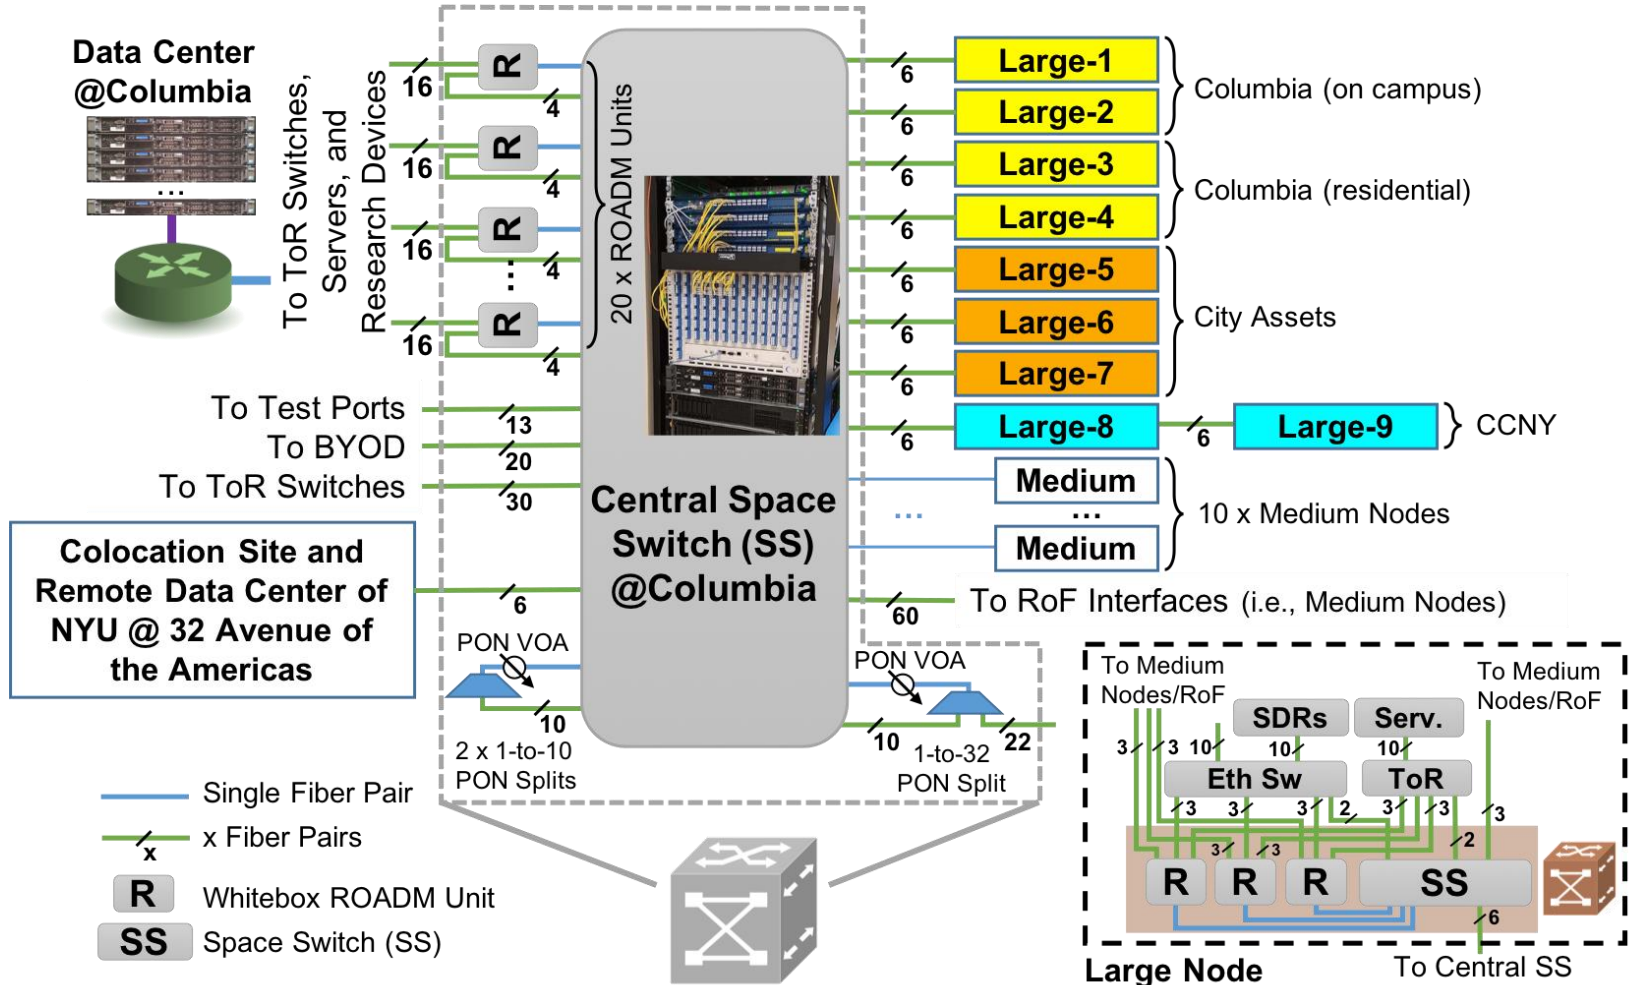 Data Center
@Columbia
...
To ToR Switches,
Servers, and
Research Devices
16
R
4
16
R
4
16
R
4
...
16
R
4
20 x ROADM Units
To Test Ports
13
To BYOD
20
To ToR Switches
30
Colocation Site and
Remote Data Center of
NYU @ 32 Avenue of
the Americas
6
Central Space
Switch (SS)
@Columbia
PON VOA
10
2 x 1-to-10
PON Splits
PON VOA
10
22
1-to-32
PON Split
6
Large-1
6
Large-2
Columbia (on campus)
6
Large-3
6
Large-4
Columbia (residential)
6
Large-5
6
Large-6
6
Large-7
City Assets
6
Large-8
6
Large-9
CCNY
Medium
...
...
Medium
10 x Medium Nodes
60
To RoF Interfaces (i.e., Medium Nodes)
Single Fiber Pair
x
x Fiber Pairs
R
Whitebox ROADM Unit
SS
Space Switch (SS)
To Medium
Nodes/RoF
To Medium
Nodes/RoF
SDRs
Serv.
3
3
10
10
10
Eth Sw
ToR
3
3
3
2
3
3
3
3
3
2
R
R
R
SS
6
Large Node
To Central SS